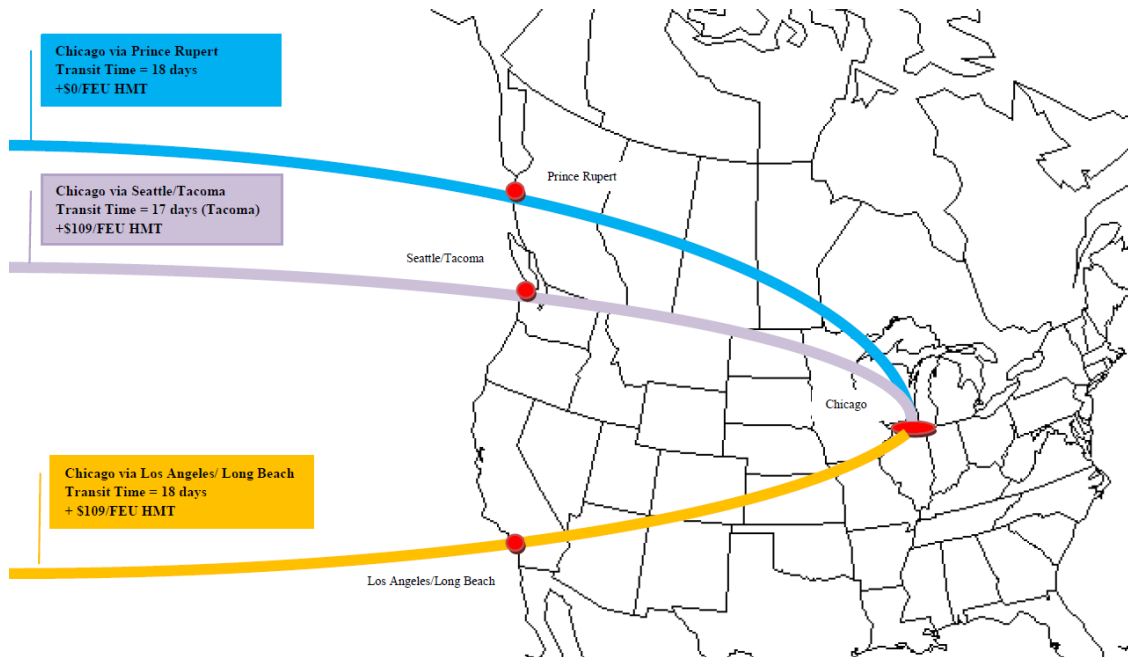 Chicago via Prince Rupert
Transit Time = 18 days
+$0/FEU HMT
Prince Rupert
Chicago via Seattle/Tacoma
Transit Time = 17 days (Tacoma)
+$109/FEU HMT
Seattle/Tacoma
Chicago
Chicago via Los Angeles/ Long Beach
Transit Time = 18 days
+ $109/FEU HMT
Los Angeles/Long Beach